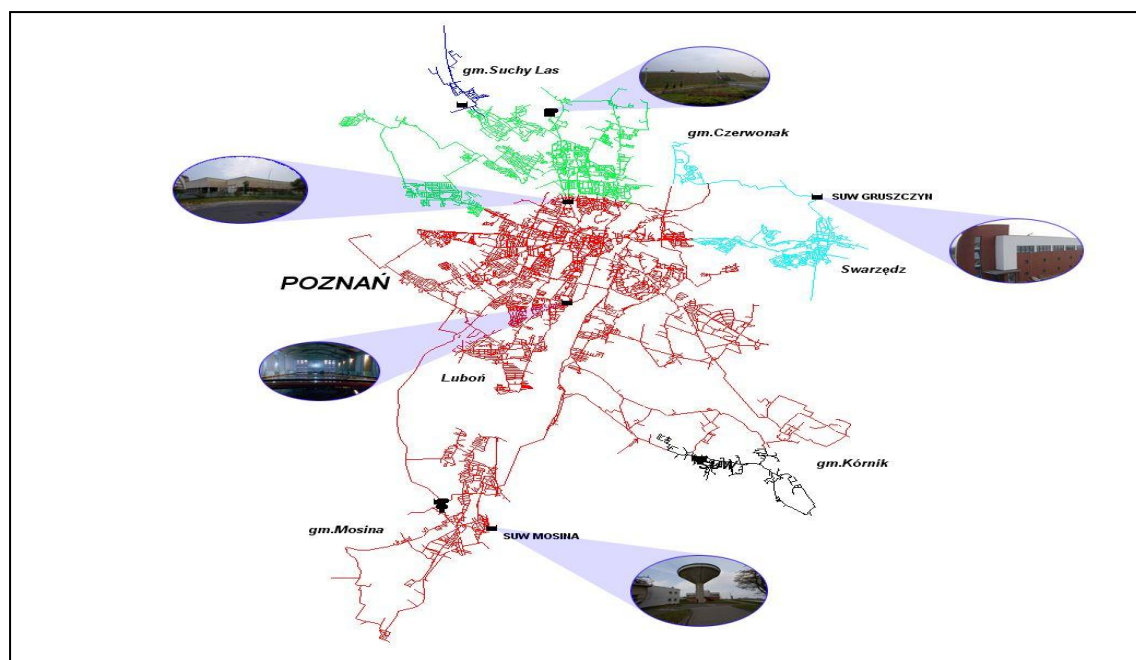 gm.Suchy Las
gm.Czerwonak
SUW GRUSZCZYN
Swarzędz
POZNAŃ
Luboń
gm.Kórnik
gm.Mosina
SUW MOSINA